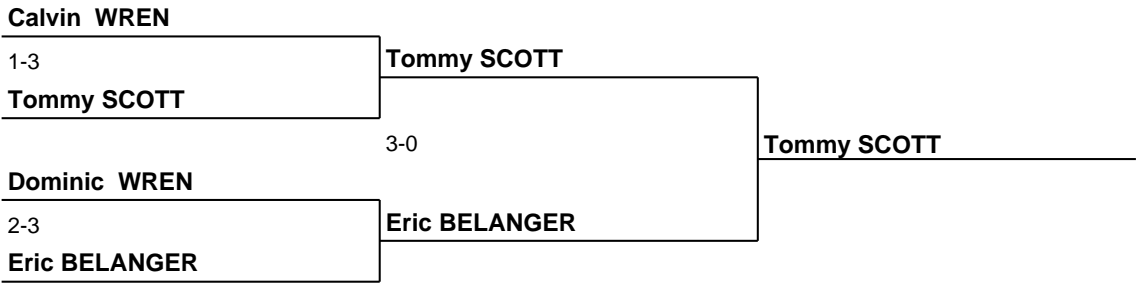 Calvin  WREN
1-3
Tommy SCOTT
Tommy SCOTT
3-0
Tommy SCOTT
Dominic  WREN
2-3
Eric BELANGER
Eric BELANGER